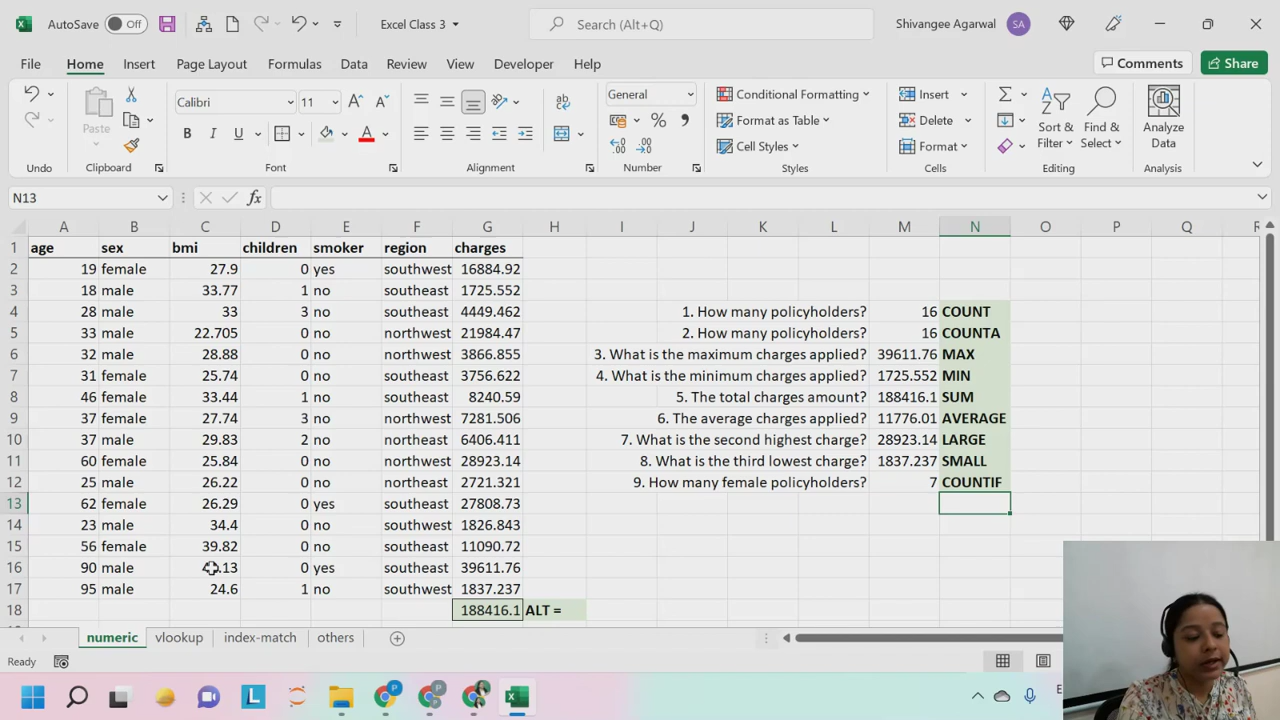 AutoSave Off Excel Class 3 Search (Alt+Q) Shivangee Agarwal SA
File Home Insert Page Layout Formulas Data Review View Developer Help Comments Share
Calibri 11 General Conditional Formatting Insert
Paste B I U A % Format as Table Delete Sort & Filter Find & Select Analyze Data
Cell Styles Format
Undo Clipboard Font Alignment Number Styles Cells Editing Analysis
N13 fx
A B C D E F G H I J K L M N O P Q R
1 age sex bmi children smoker region charges
2 19 female 27.9 0 yes southwest 16884.92
3 18 male 33.77 1 no southeast 1725.552
4 28 male 33 3 no southeast 4449.462 1. How many policyholders? 16 COUNT
5 33 male 22.705 0 no northwest 21984.47 2. How many policyholders? 16 COUNTA
6 32 male 28.88 0 no northwest 3866.855 3. What is the maximum charges applied? 39611.76 MAX
7 31 female 25.74 0 no southeast 3756.622 4. What is the minimum charges applied? 1725.552 MIN
8 46 female 33.44 1 no southeast 8240.59 5. The total charges amount? 188416.1 SUM
9 37 female 27.74 3 no northwest 7281.506 6. The average charges applied? 11776.01 AVERAGE
10 37 male 29.83 2 no northeast 6406.411 7. What is the second highest charge? 28923.14 LARGE
11 60 female 25.84 0 no northwest 28923.14 8. What is the third lowest charge? 1837.237 SMALL
12 25 male 26.22 0 no northeast 2721.321 9. How many female policyholders? 7 COUNTIF
13 62 female 26.29 0 yes southeast 27808.73
14 23 male 34.4 0 no southwest 1826.843
15 56 female 39.82 0 no southeast 11090.72
16 90 male .13 0 yes southeast 39611.76
17 95 male 24.6 1 no southwest 1837.237
18 188416.1 ALT =
numeric vlookup index-match others
Ready